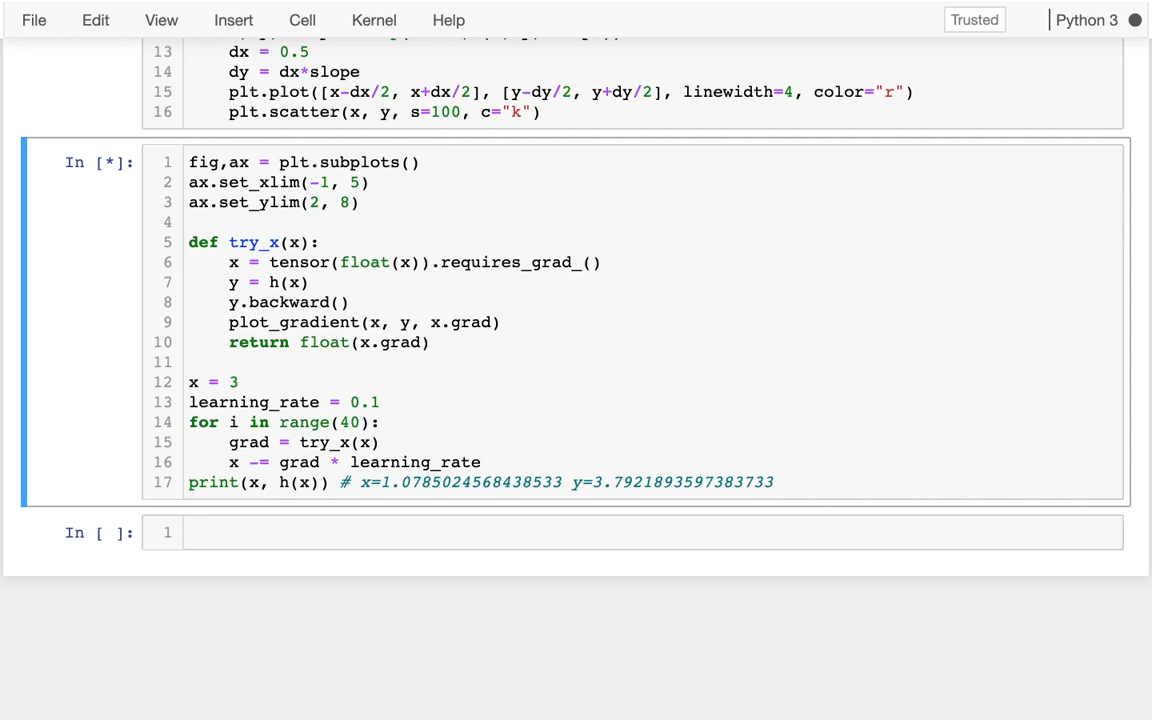 File Edit View Insert Cell Kernel Help Trusted Python 3
13 dx = 0.5
14 dy = dx*slope
15 plt.plot([x-dx/2, x+dx/2], [y-dy/2, y+dy/2], linewidth=4, color="r")
16 plt.scatter(x, y, s=100, c="k")
In [*]: 1 fig,ax = plt.subplots()
2 ax.set_xlim(-1, 5)
3 ax.set_ylim(2, 8)
4
5 def try_x(x):
6 x = tensor(float(x)).requires_grad_()
7 y = h(x)
8 y.backward()
9 plot_gradient(x, y, x.grad)
10 return float(x.grad)
11
12 x = 3
13 learning_rate = 0.1
14 for i in range(40):
15 grad = try_x(x)
16 x -= grad * learning_rate
17 print(x, h(x)) # x=1.0785024568438533 y=3.7921893597383733
In [ ]: 1